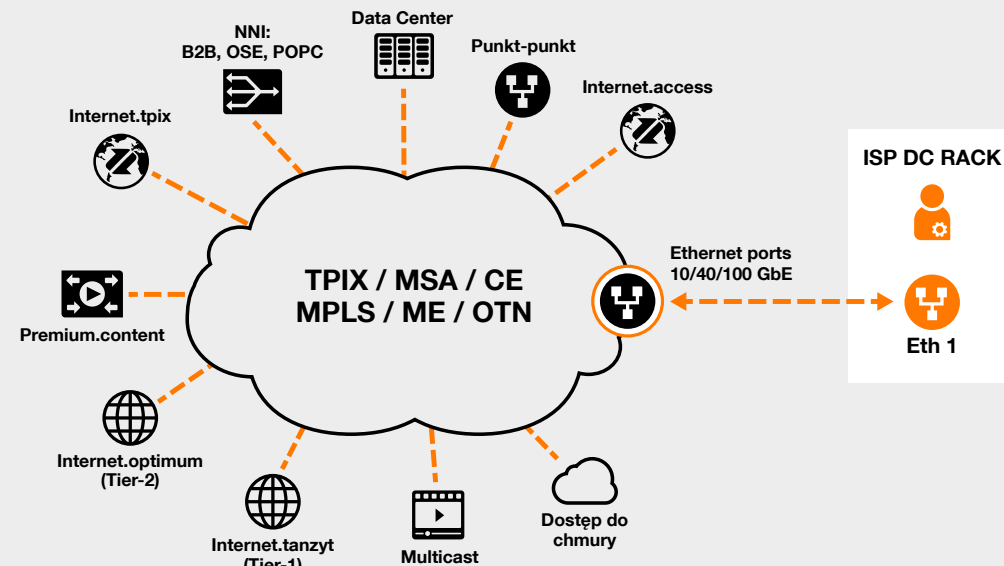 Data Center
NNI:
B2B, OSE, POPC
Punkt-punkt
Internet.access
Internet.tpix
ISP DC RACK
Ethernet ports
10/40/100 GbE
TPIX / MSA / CE
MPLS / ME / OTN
Premium.content
Eth 1
Internet.optimum
(Tier-2)
Dostęp do
chmury
Internet.tanzyt
(Tier-1)
Multicast